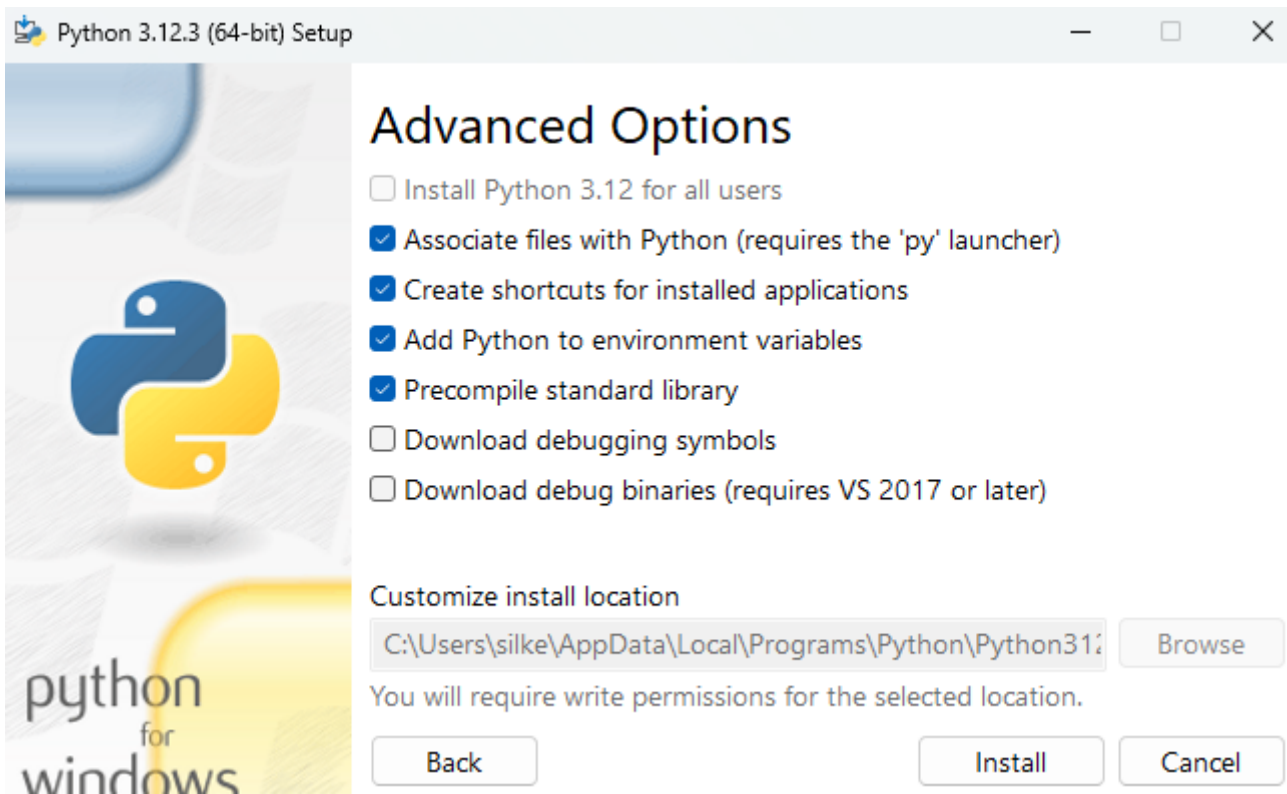 Python 3.12.3 (64-bit) Setup
Advanced Options
Install Python 3.12 for all users
Associate files with Python (requires the 'py' launcher)
Create shortcuts for installed applications
Add Python to environment variables
Precompile standard library
Download debugging symbols
Download debug binaries (requires VS 2017 or later)
Customize install location
C:\Users\silke\AppData\Local\Programs\Python\Python312
Browse
You will require write permissions for the selected location.
python
for
windows
Back
Install
Cancel